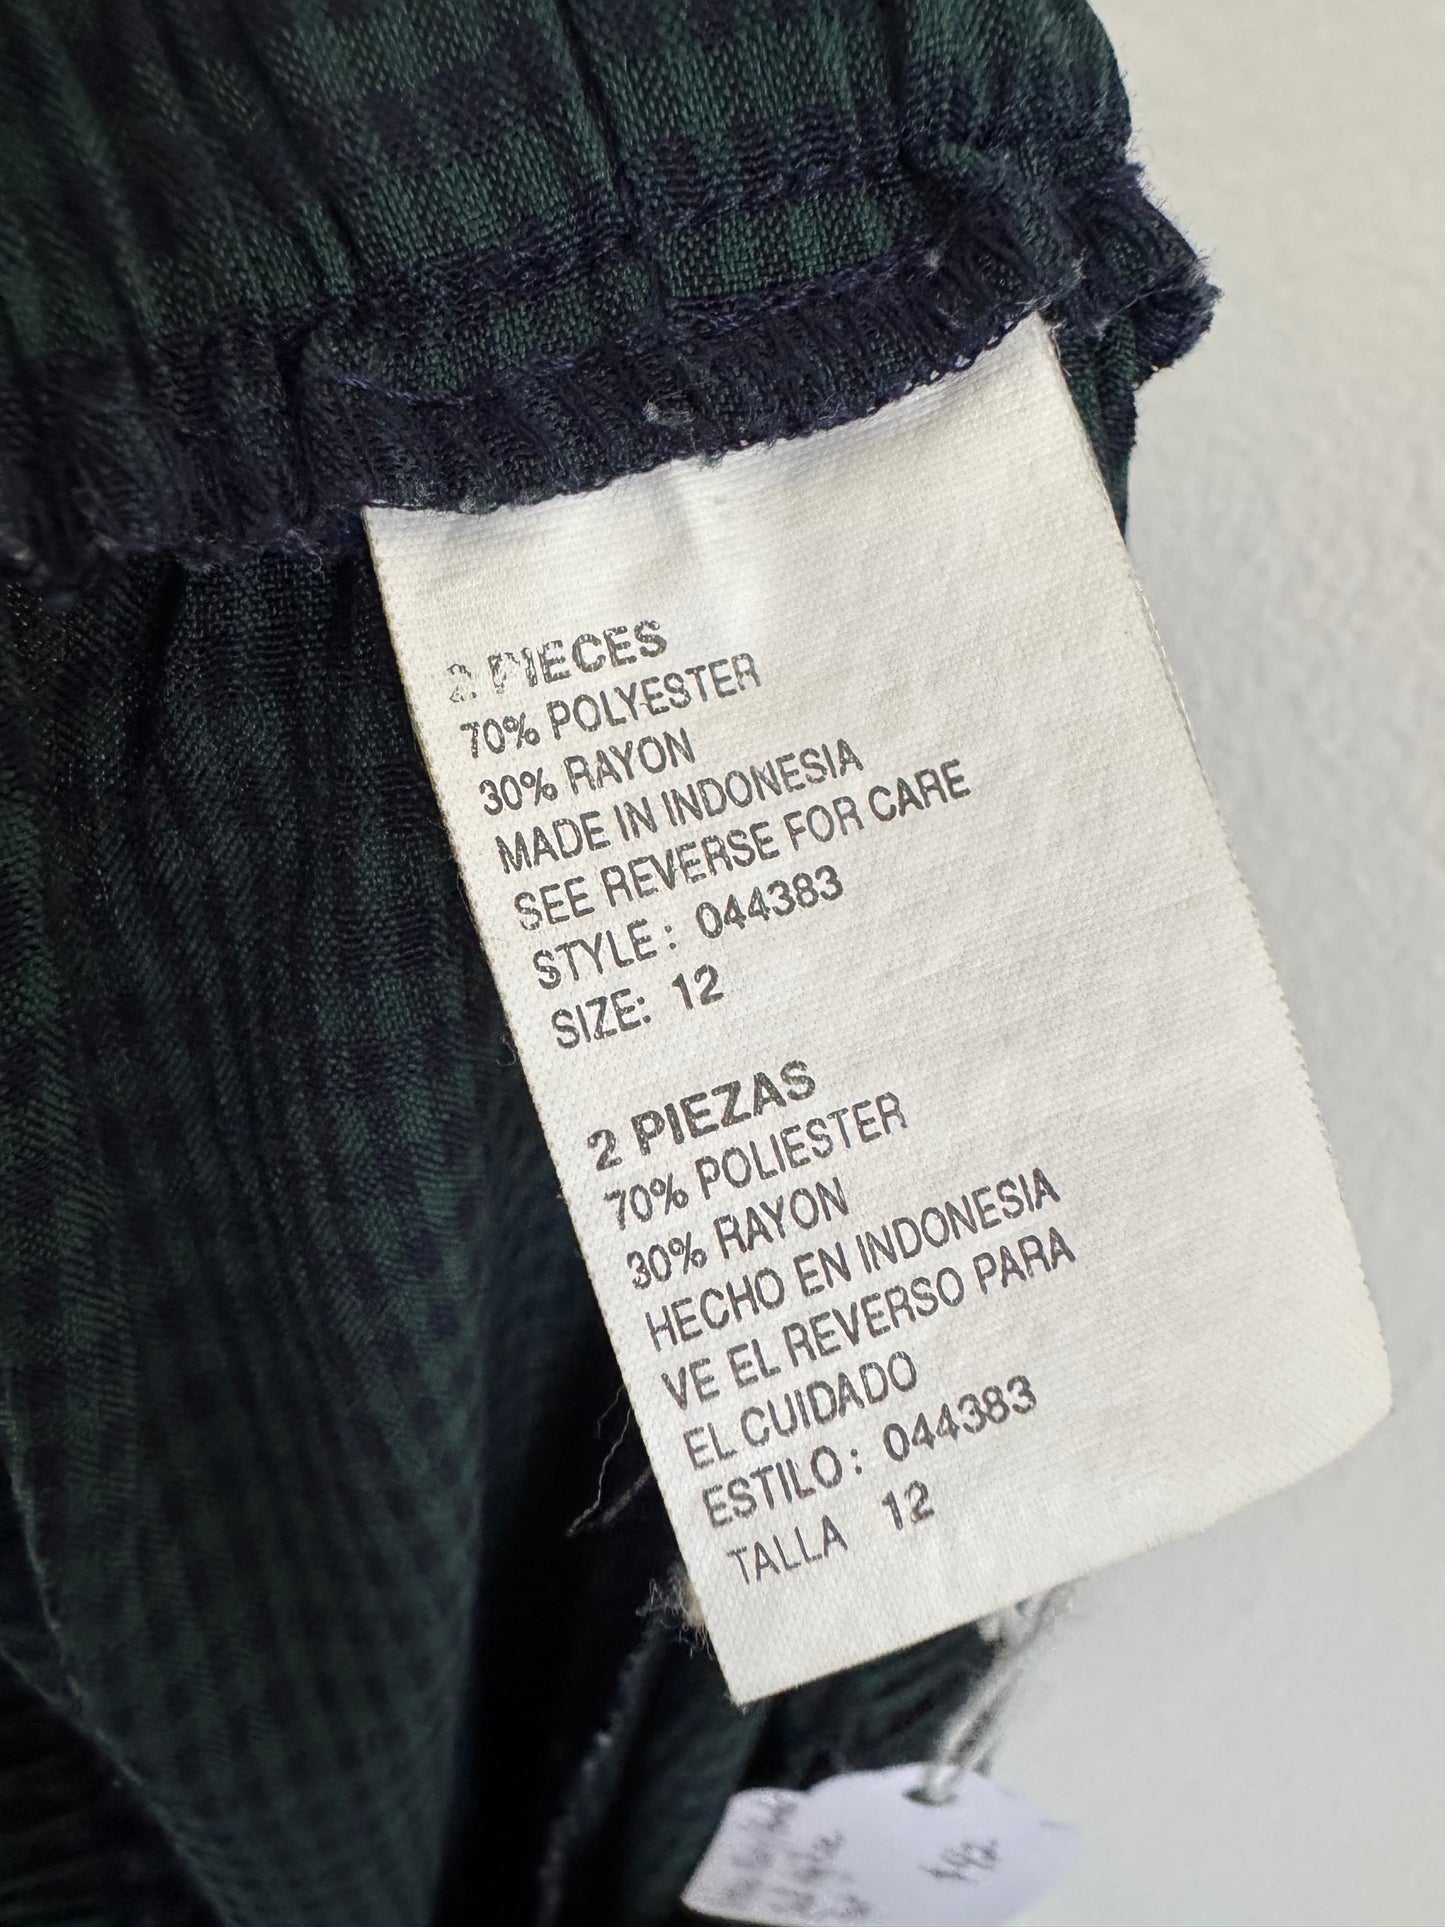 2 PIECES
70% POLYESTER
30% RAYON
MADE IN INDONESIA
SEE REVERSE FOR CARE
STYLE: 044383
SIZE: 12
2 PIEZAS
70% POLIESTER
30% RAYON
HECHO EN INDONESIA
VE EL REVERSO PARA
EL CUIDADO
ESTILO: 044383
TALLA 12